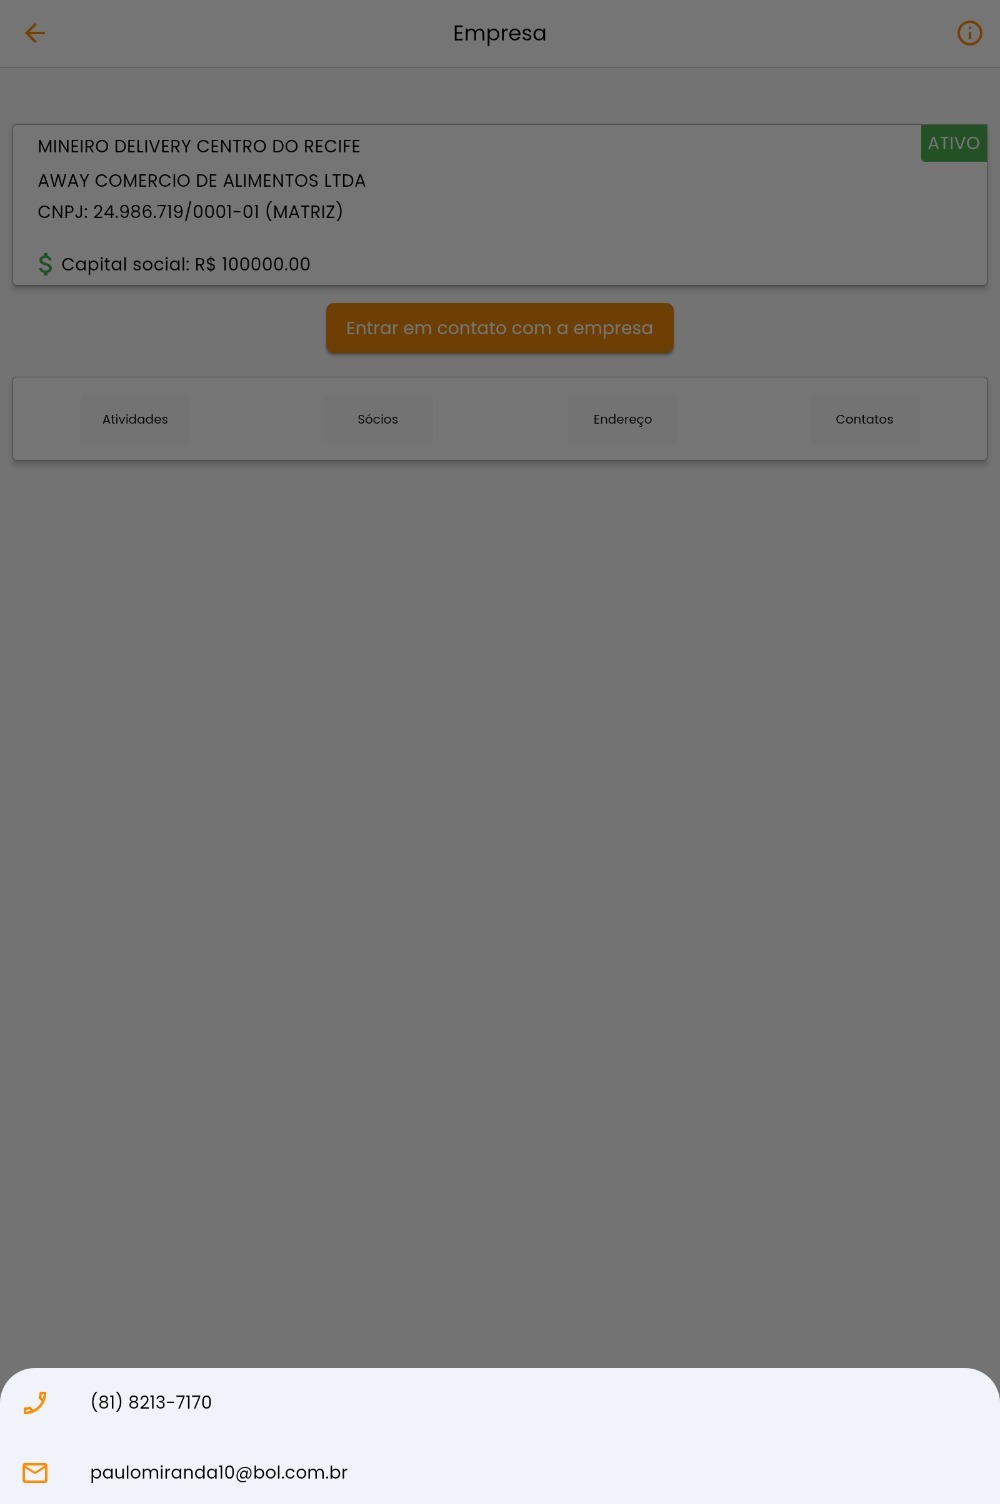 Empresa
MINEIRO DELIVERY CENTRO DO RECIFE
ATIVO
AWAY COMERCIO DE ALIMENTOS LTDA
CNPJ: 24.986.719/0001-01 (MATRIZ)
$ Capital social: R$ 100000.00
Entrar em contato com a empresa
Atividades
Sócios
Endereço
Contatos
(81) 8213-7170
paulomiranda10@bol.com.br